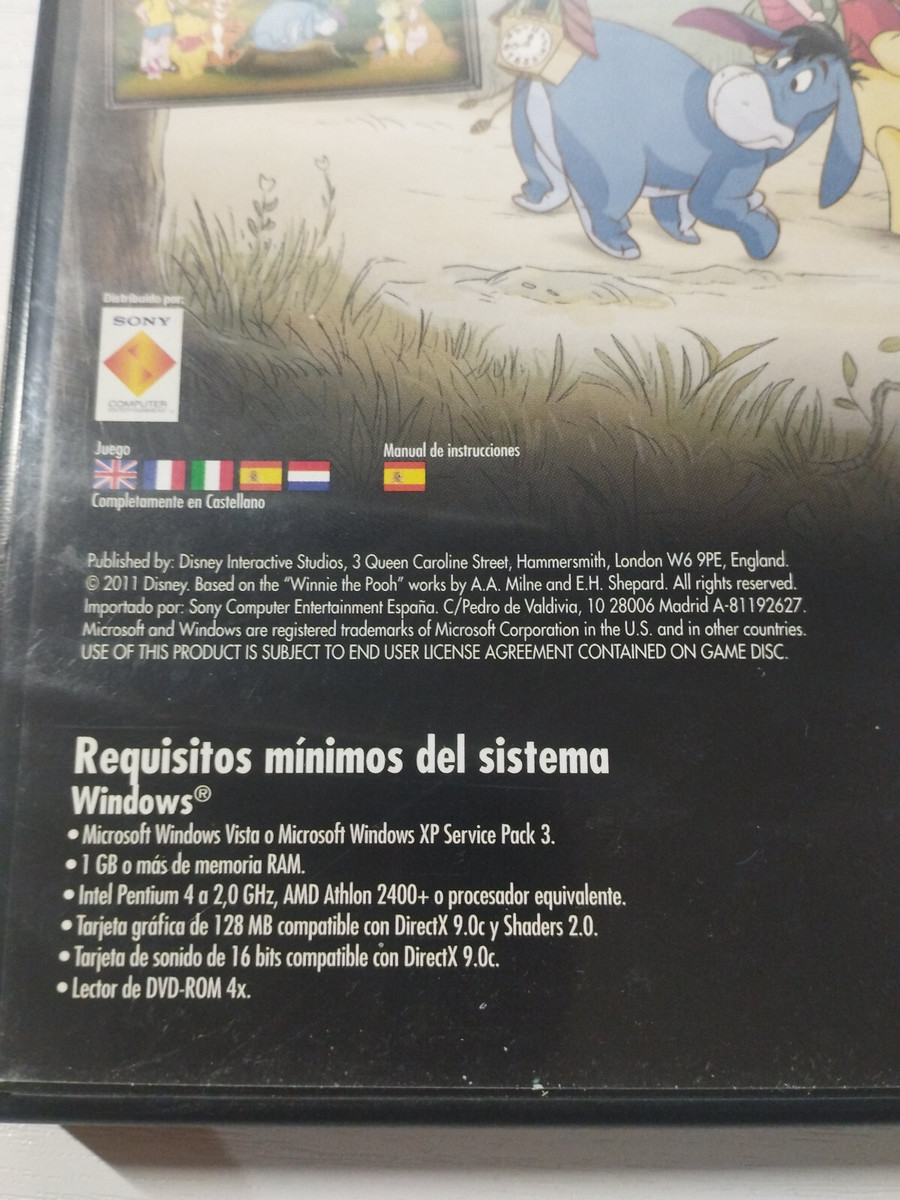 Distribuido por:
SONY
COMPUTER
ENTERTAINMENT
Juego
Manual de instrucciones
Completamente en Castellano
Published by: Disney Interactive Studios, 3 Queen Caroline Street, Hammersmith, London W6 9PE, England.
© 2011 Disney. Based on the “Winnie the Pooh” works by A.A. Milne and E.H. Shepard. All rights reserved.
Importado por: Sony Computer Entertainment España. C/Pedro de Valdivia, 10 28006 Madrid A-81192627.
Microsoft and Windows are registered trademarks of Microsoft Corporation in the U.S. and in other countries.
USE OF THIS PRODUCT IS SUBJECT TO END USER LICENSE AGREEMENT CONTAINED ON GAME DISC.
Requisitos mínimos del sistema
Windows®
• Microsoft Windows Vista o Microsoft Windows XP Service Pack 3.
• 1 GB o más de memoria RAM.
• Intel Pentium 4 a 2,0 GHz, AMD Athlon 2400+ o procesador equivalente.
• Tarjeta gráfica de 128 MB compatible con DirectX 9.0c y Shaders 2.0.
• Tarjeta de sonido de 16 bits compatible con DirectX 9.0c.
• Lector de DVD-ROM 4x.